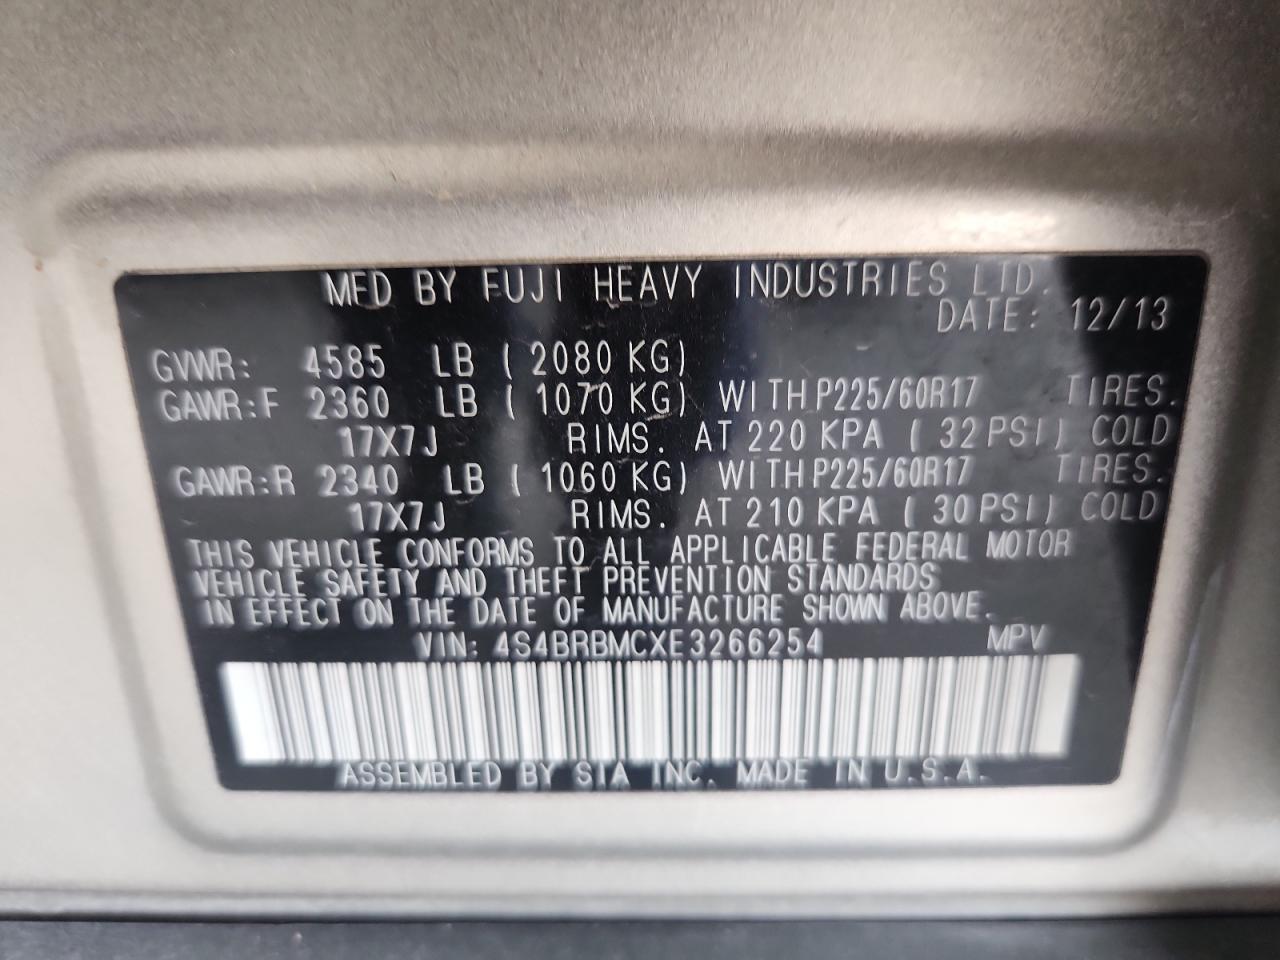 MFD BY FUJI HEAVY INDUSTRIES LTD.
DATE: 12/13
GVWR: 4585 LB ( 2080 KG)
GAWR:F 2360 LB ( 1070 KG) WITH P225/60R17 TIRES.
17X7J RIMS. AT 220 KPA ( 32 PSI) COLD
GAWR:R 2340 LB ( 1060 KG) WITH P225/60R17 TIRES.
17X7J RIMS. AT 210 KPA ( 30 PSI) COLD
THIS VEHICLE CONFORMS TO ALL APPLICABLE FEDERAL MOTOR
VEHICLE SAFETY AND THEFT PREVENTION STANDARDS
IN EFFECT ON THE DATE OF MANUFACTURE SHOWN ABOVE.
VIN: 4S4BRBMCXE3266254 MPV
ASSEMBLED BY SIA INC. MADE IN U.S.A.